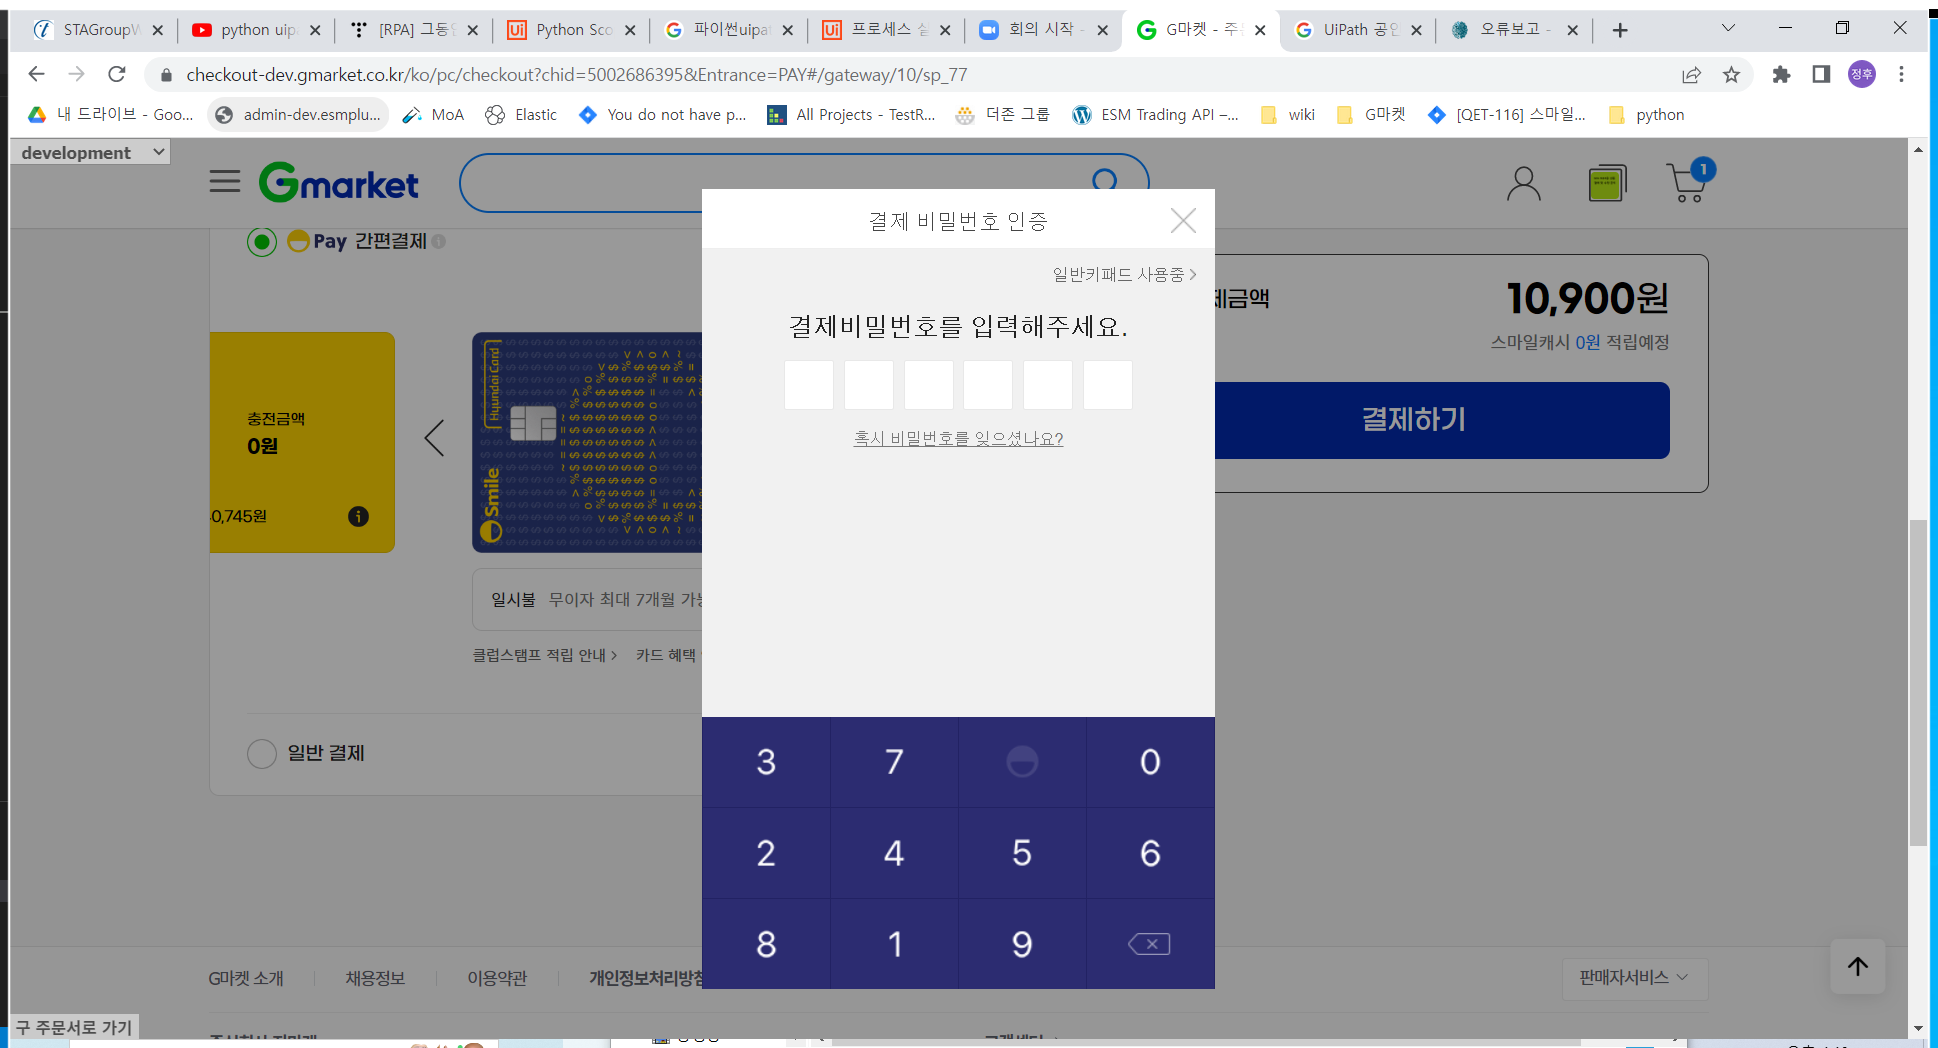 STAGroupW
python uip
[RPA] 그동안
Python Sco
파이썬uipat
프로세스 실
회의 시작 -
G마켓 - 주문
UiPath 공인
오류보고 -
checkout-dev.gmarket.co.kr/ko/pc/checkout?chid=5002686395&Entrance=PAY#/gateway/10/sp_77
정후
내 드라이브 - Goo...
admin-dev.esmplu...
MoA
Elastic
You do not have p...
All Projects - TestR...
더존 그룹
ESM Trading API –...
wiki
G마켓
[QET-116] 스마일...
python
development
Gmarket
1
결제 비밀번호 인증
Pay 간편결제
일반키패드 사용중 >
제금액
10,900원
스마일캐시 0원 적립예정
결제비밀번호를 입력해주세요.
결제하기
혹시 비밀번호를 잊으셨나요?
충전금액
0원
0,745원
Hyundai Card
Smile
일시불 무이자 최대 7개월 가능
클럽스탬프 적립 안내 >
카드 혜택
일반 결제
3 7 0
2 4 5 6
8 1 9
G마켓 소개
채용정보
이용약관
개인정보처리방침
판매자서비스
구 주문서로 가기